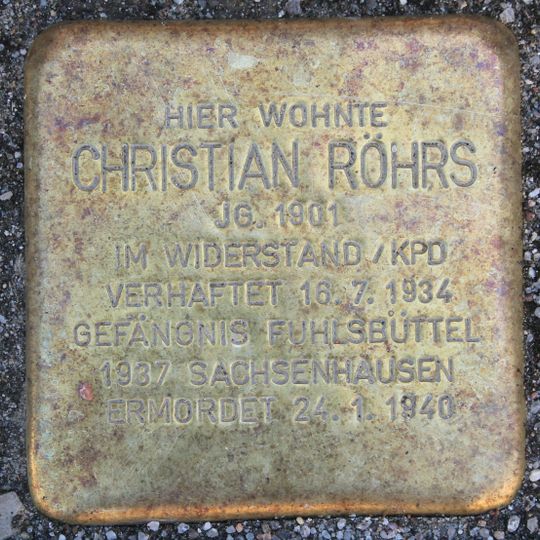 HIER WOHNTE
CHRISTIAN RÖHRS
JG. 1901
IM WIDERSTAND / KPD
VERHAFTET 16. 7. 1934
GEFÄNGNIS FUHLSBÜTTEL
1937 SACHSENHAUSEN
ERMORDET 24. 1. 1940